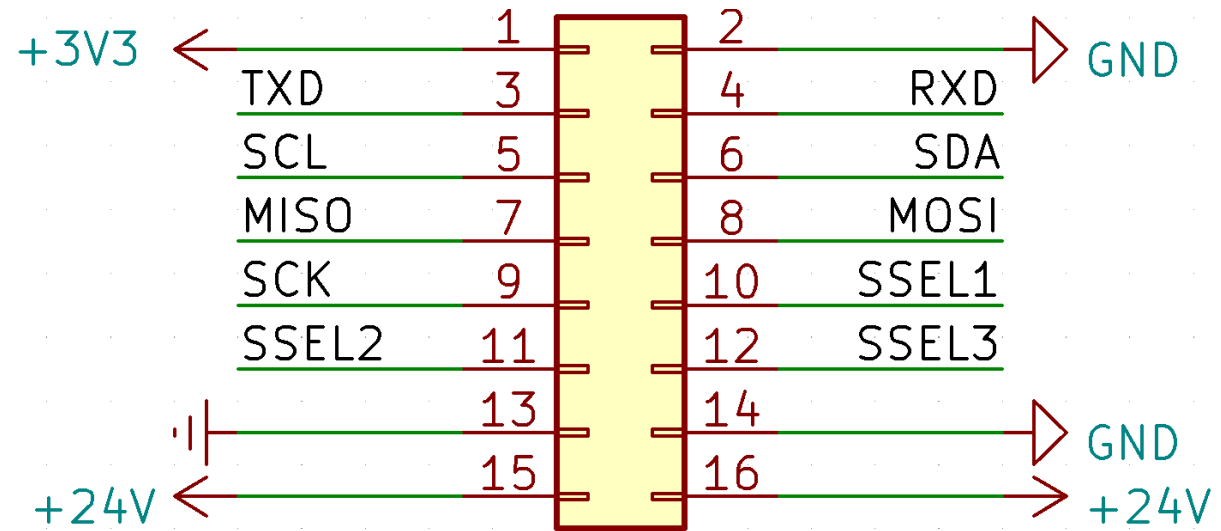 +3V3 1 2 GND
TXD 3 4 RXD
SCL 5 6 SDA
MISO 7 8 MOSI
SCK 9 10 SSEL1
SSEL2 11 12 SSEL3
13 14 GND
+24V 15 16 +24V